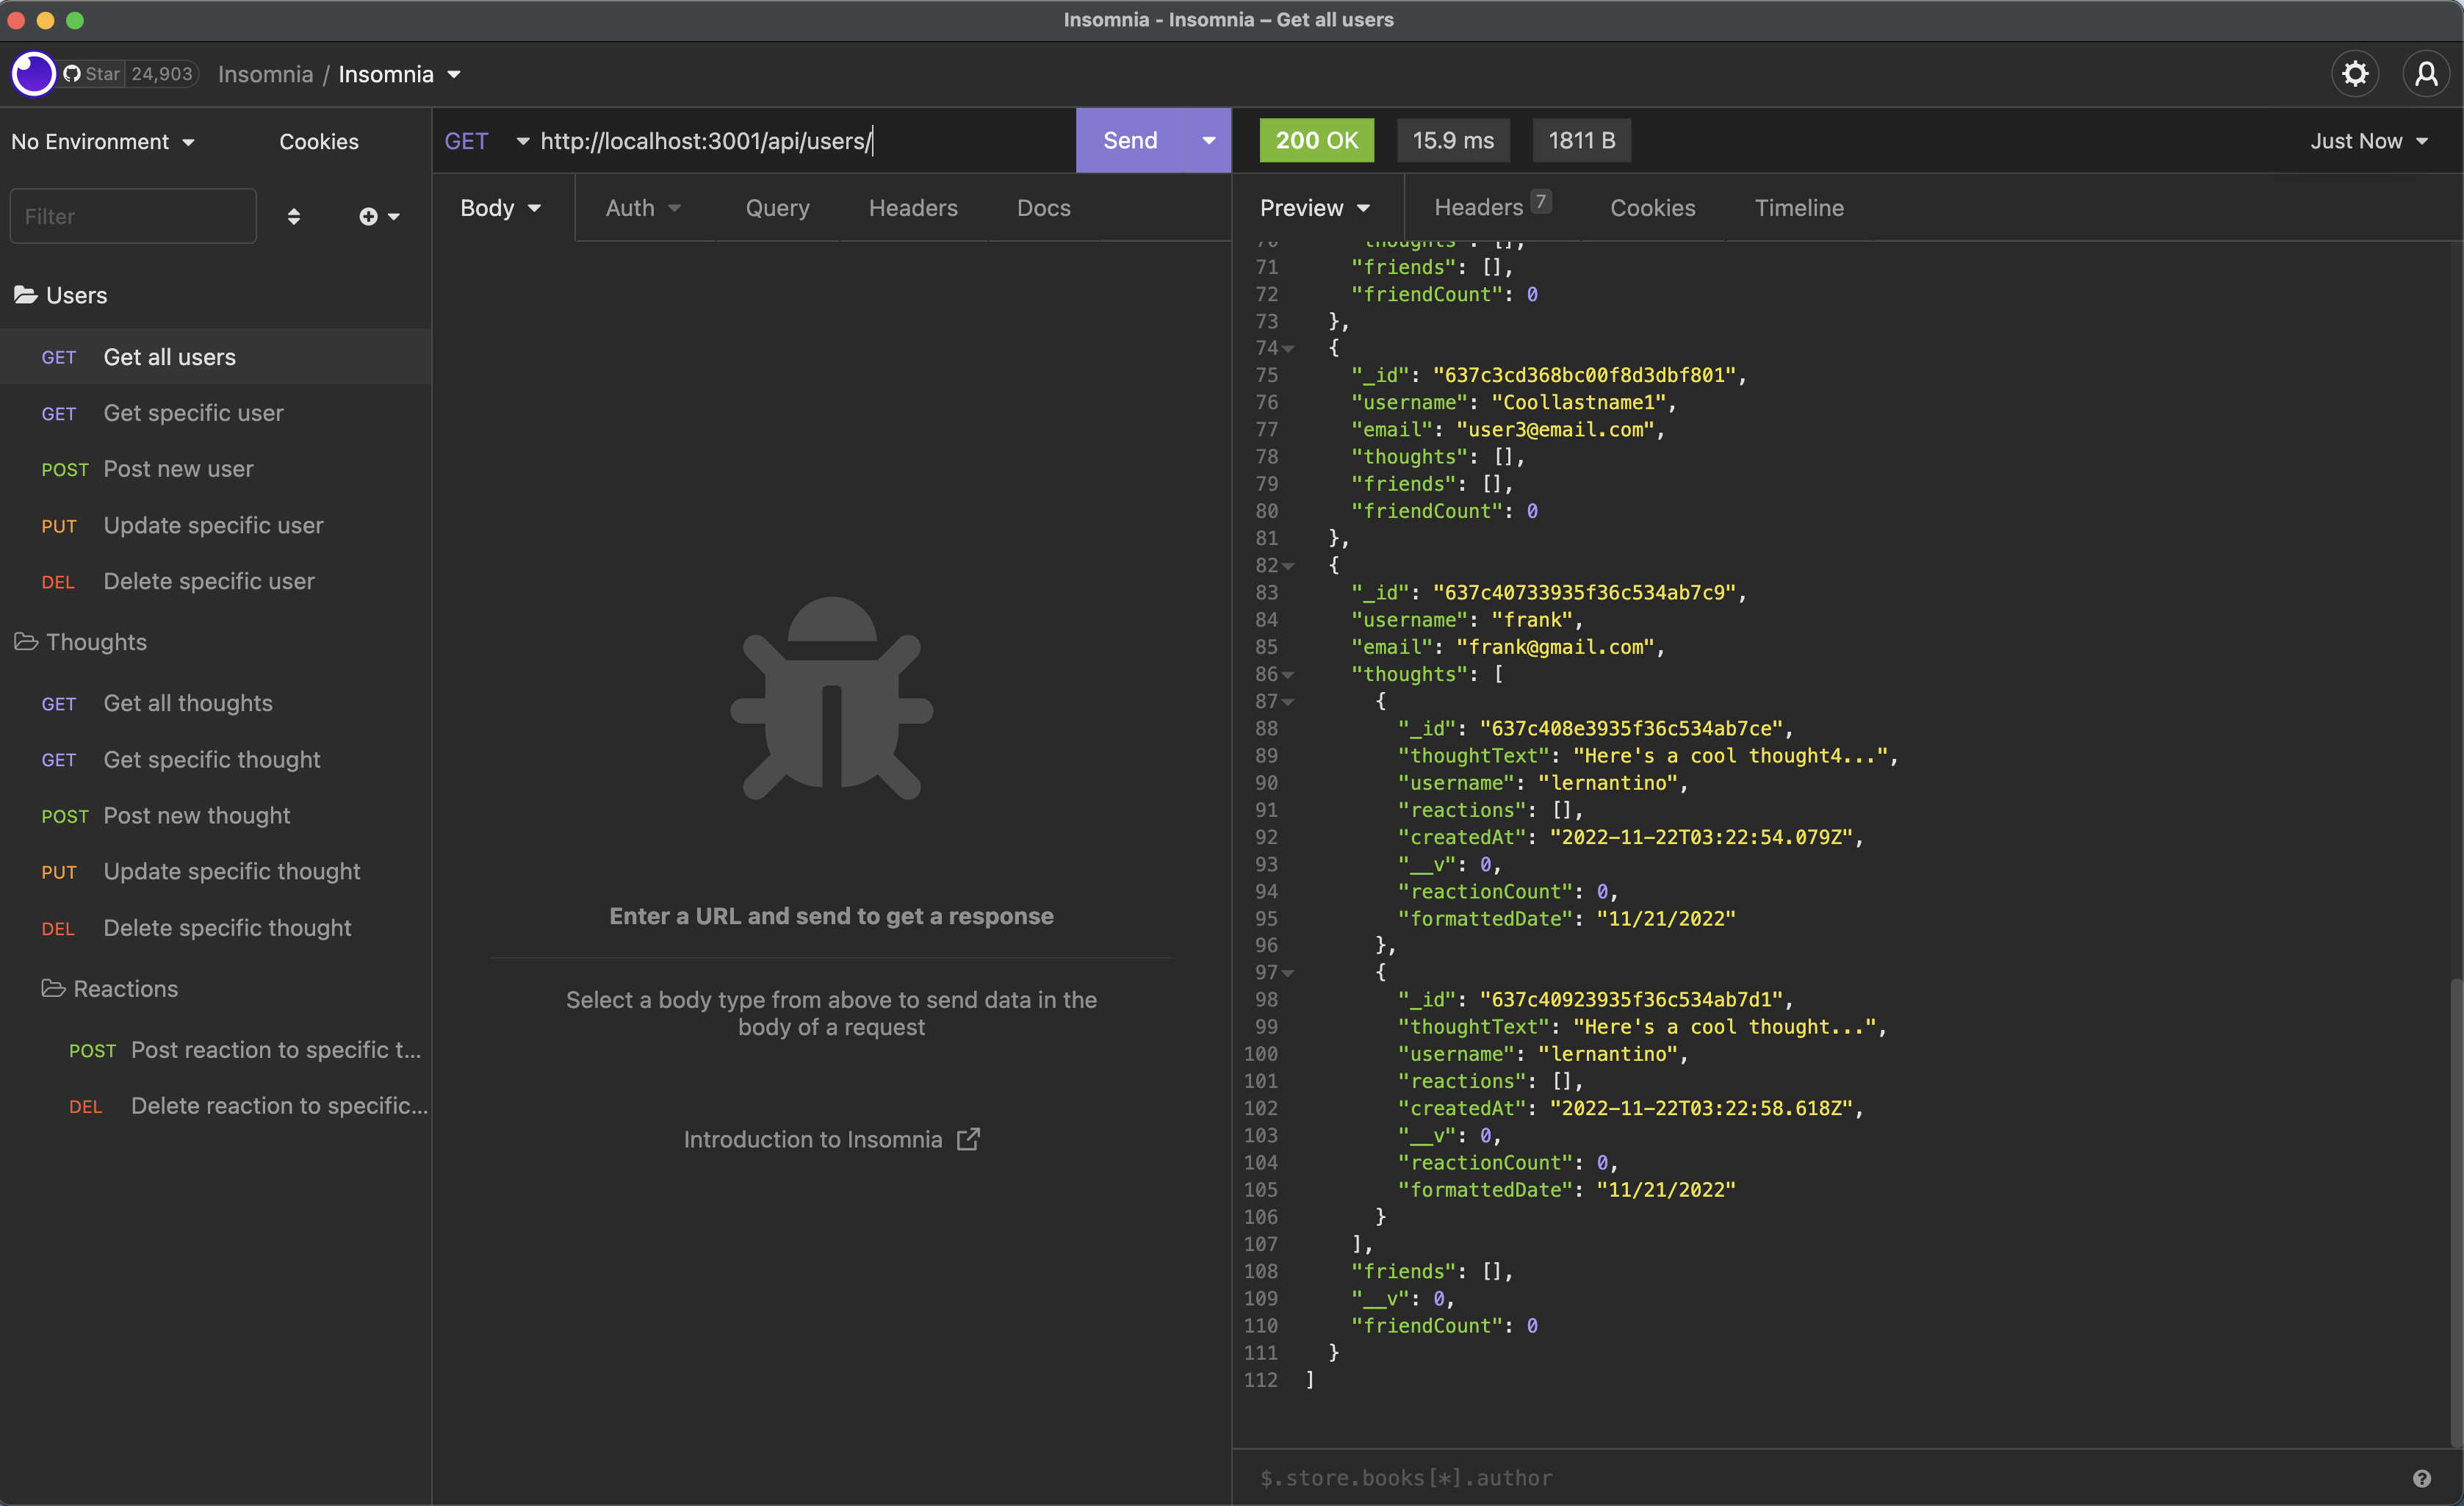 Insomnia - Insomnia – Get all users
Star 24,903 Insomnia / Insomnia
No Environment Cookies
Filter
Users
GET Get all users
GET Get specific user
POST Post new user
PUT Update specific user
DEL Delete specific user
Thoughts
GET Get all thoughts
GET Get specific thought
POST Post new thought
PUT Update specific thought
DEL Delete specific thought
Reactions
POST Post reaction to specific t...
DEL Delete reaction to specific...
GET http://localhost:3001/api/users/ Send
Body Auth Query Headers Docs
Enter a URL and send to get a response
Select a body type from above to send data in the
body of a request
Introduction to Insomnia
200 OK 15.9 ms 1811 B Just Now
Preview Headers 7 Cookies Timeline
70 "thoughts": [],
71 "friends": [],
72 "friendCount": 0
73 },
74 {
75 "_id": "637c3cd368bc00f8d3dbf801",
76 "username": "Coollastname1",
77 "email": "user3@email.com",
78 "thoughts": [],
79 "friends": [],
80 "friendCount": 0
81 },
82 {
83 "_id": "637c40733935f36c534ab7c9",
84 "username": "frank",
85 "email": "frank@gmail.com",
86 "thoughts": [
87 {
88 "_id": "637c408e3935f36c534ab7ce",
89 "thoughtText": "Here's a cool thought4...",
90 "username": "lernantino",
91 "reactions": [],
92 "createdAt": "2022-11-22T03:22:54.079Z",
93 "__v": 0,
94 "reactionCount": 0,
95 "formattedDate": "11/21/2022"
96 },
97 {
98 "_id": "637c40923935f36c534ab7d1",
99 "thoughtText": "Here's a cool thought...",
100 "username": "lernantino",
101 "reactions": [],
102 "createdAt": "2022-11-22T03:22:58.618Z",
103 "__v": 0,
104 "reactionCount": 0,
105 "formattedDate": "11/21/2022"
106 }
107 ],
108 "friends": [],
109 "__v": 0,
110 "friendCount": 0
111 }
112 ]
$.store.books[*].author